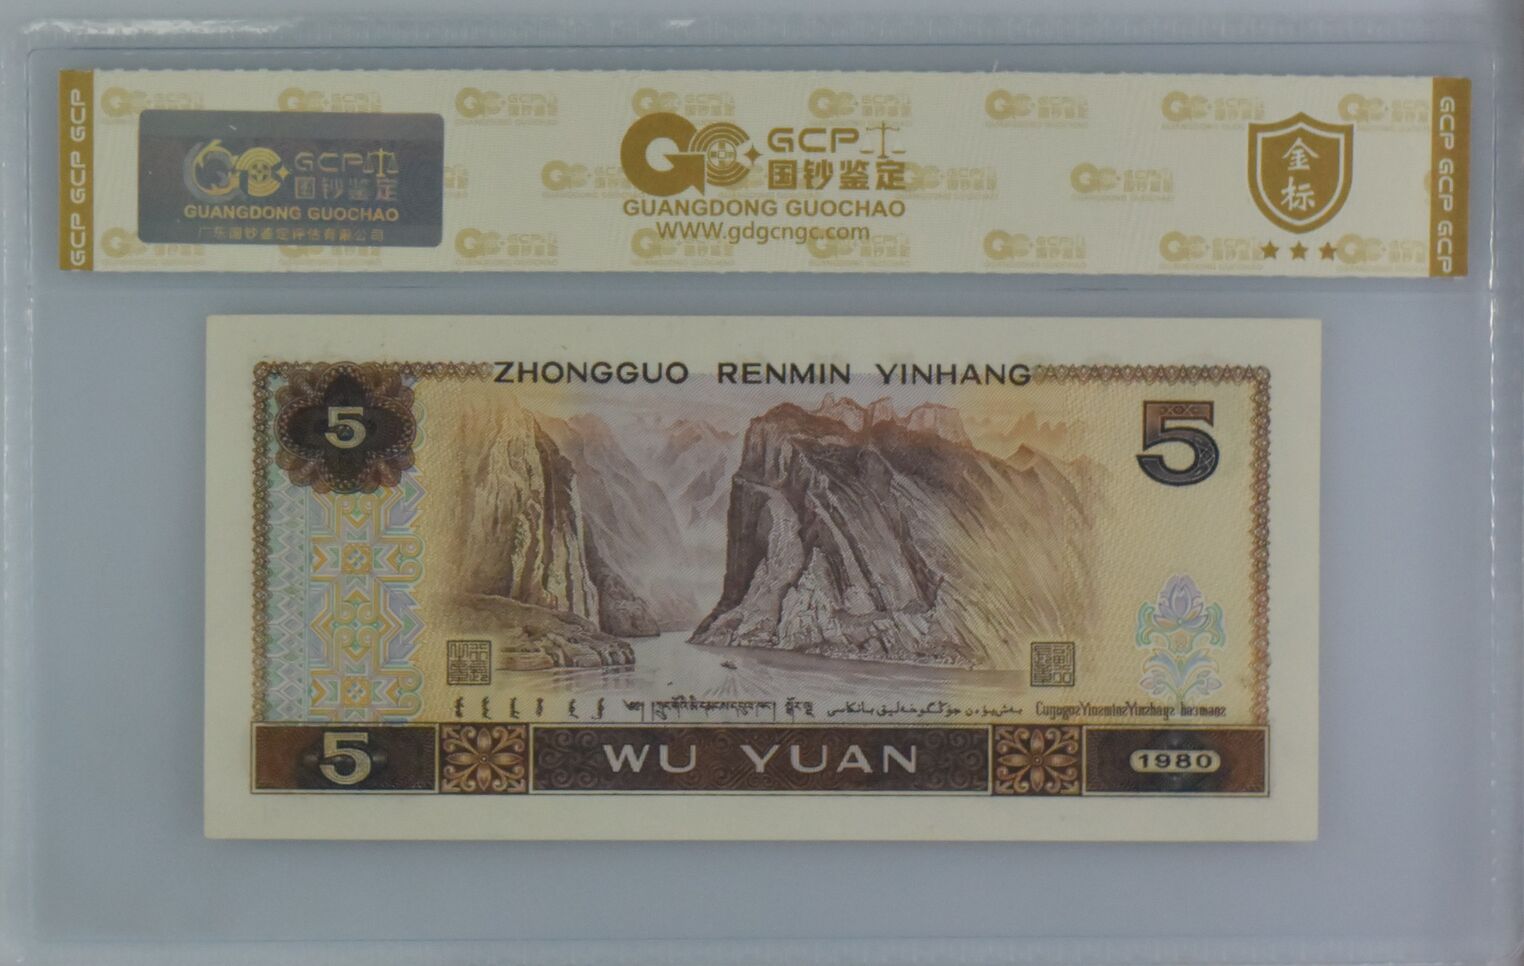 GCP GCP GCP
GCP
国钞鉴定
GUANGDONG GUOCHAO
广东国钞鉴定评估有限公司
GCP
国钞鉴定
GUANGDONG GUOCHAO
WWW.gdgcngc.com
金标
GCP GCP GCP
ZHONGGUO RENMIN YINHANG
5
5
5
WU YUAN
1980